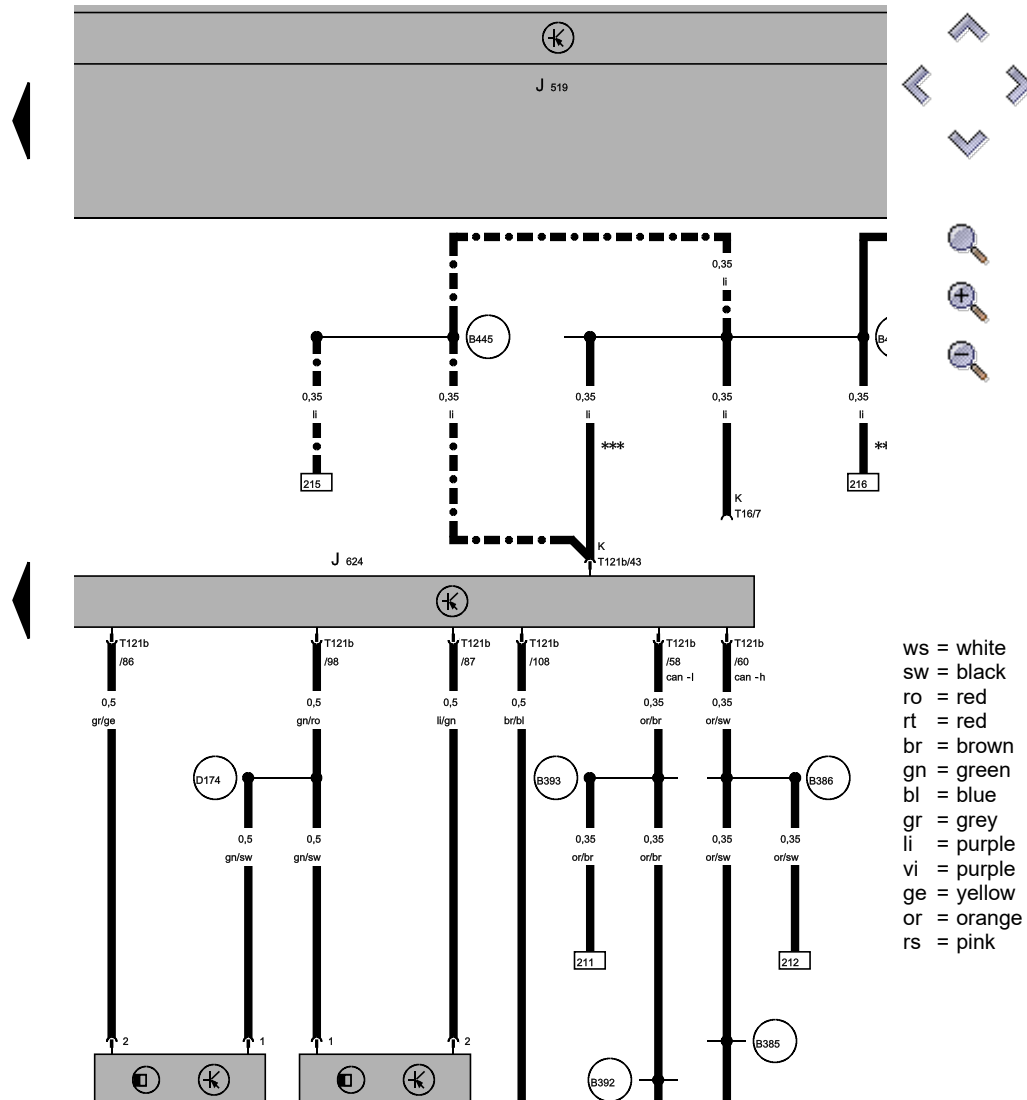 J 519
0,35
li
B445
0,35
li
0,35
li
0,35
li
0,35
li
0,35
li
***
215
216
K
T16/7
K
T121b/43
J 624
T121b
/86
T121b
/98
T121b
/87
T121b
/108
T121b
/58
can -l
T121b
/60
can -h
0,5
gr/ge
0,5
gn/ro
0,5
li/gn
0,5
br/bl
0,35
or/br
0,35
or/sw
D174
B393
B386
0,5
gn/sw
0,5
gn/sw
0,35
or/br
0,35
or/br
0,35
or/sw
0,35
or/sw
211
212
2
1
1
2
B385
B392
ws = white
sw = black
ro = red
rt = red
br = brown
gn = green
bl = blue
gr = grey
li = purple
vi = purple
ge = yellow
or = orange
rs = pink